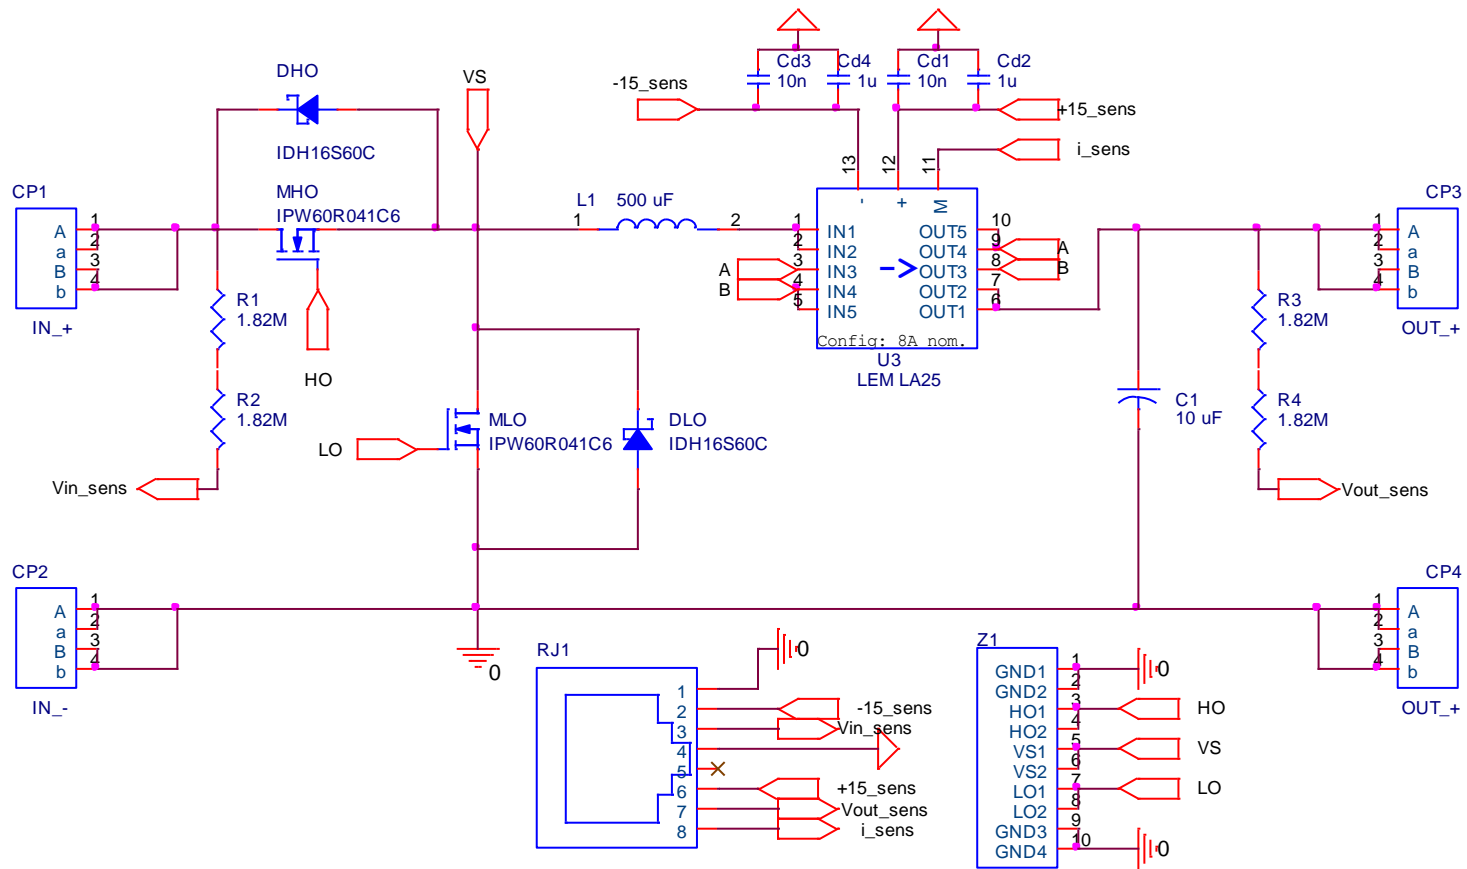 DHO
IDH16S60C
MHO
IPW60R041C6
VS
-15_sens
Cd3
10n
Cd4
1u
Cd1
10n
Cd2
1u
+15_sens
i_sens
CP1
1 A
2 a
3 B
4 b
IN_+
R1
1.82M
HO
R2
1.82M
Vin_sens
L1 500 uF
1 2
13 12 11
- + M
1 IN1 OUT5 10
2 IN2 OUT4 9 A
A 3 IN3 OUT3 8 B
B 4 IN4 OUT2 7
5 IN5 OUT1 6
Config: 8A nom.
U3
LEM LA25
MLO
IPW60R041C6
LO
DLO
IDH16S60C
C1
10 uF
R3
1.82M
R4
1.82M
Vout_sens
CP3
1 A
2 a
3 B
4 b
OUT_+
CP2
1 A
2 a
3 B
4 b
IN_-
0
RJ1
1 0
2 -15_sens
3 Vin_sens
4
5
6 +15_sens
7 Vout_sens
8 i_sens
Z1
GND1 1 0
GND2 2
HO1 3 HO
HO2 4
VS1 5 VS
VS2 6
LO1 7 LO
LO2 8
GND3 9
GND4 10 0
CP4
1 A
2 a
3 B
4 b
OUT_+